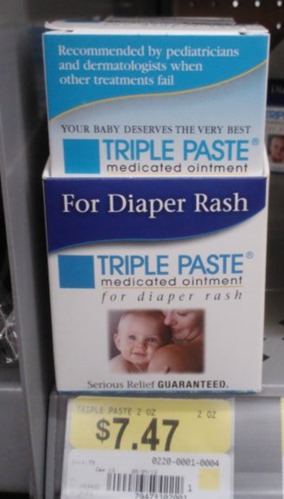 Recommended by pediatricians
and dermatologists when
other treatments fail
YOUR BABY DESERVES THE VERY BEST
TRIPLE PASTE®
medicated ointment
For Diaper Rash
TRIPLE PASTE®
medicated ointment
for diaper rash
Serious Relief GUARANTEED.
TRIPLE PASTE 2 OZ 2 OZ
$7.47
0220-0001-0004